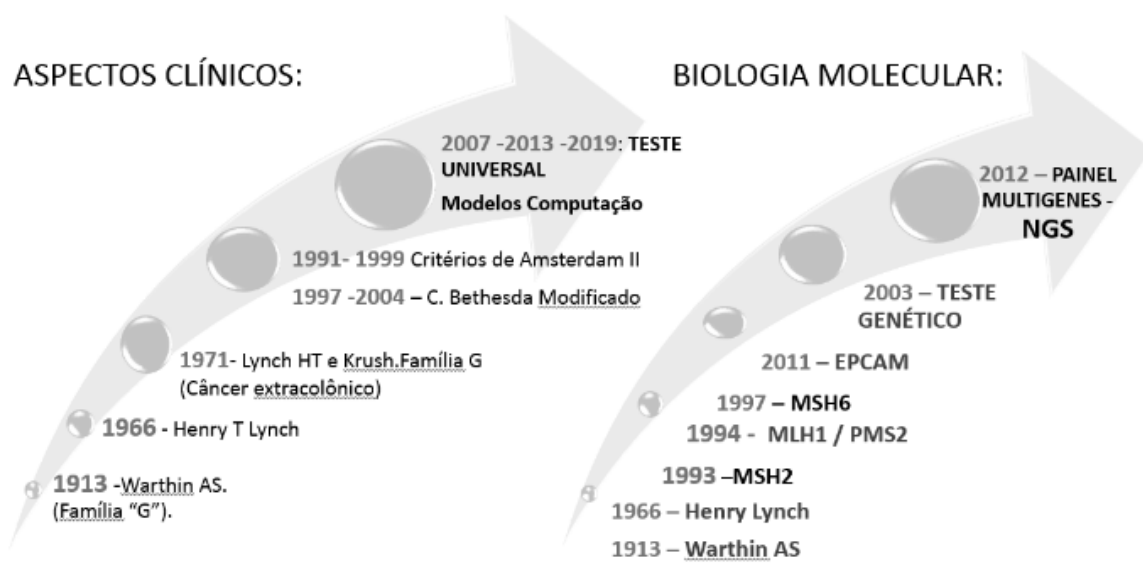 ASPECTOS CLÍNICOS:
2007 -2013 -2019: TESTE
UNIVERSAL
Modelos Computação
1991- 1999 Critérios de Amsterdam II
1997 -2004 – C. Bethesda Modificado
1971- Lynch HT e Krush.Família G
(Câncer extracolônico)
1966 - Henry T Lynch
1913 -Warthin AS.
(Família “G”).
BIOLOGIA MOLECULAR:
2012 – PAINEL
MULTIGENES -
NGS
2003 – TESTE
GENÉTICO
2011 – EPCAM
1997 – MSH6
1994 - MLH1 / PMS2
1993 –MSH2
1966 – Henry Lynch
1913 – Warthin AS